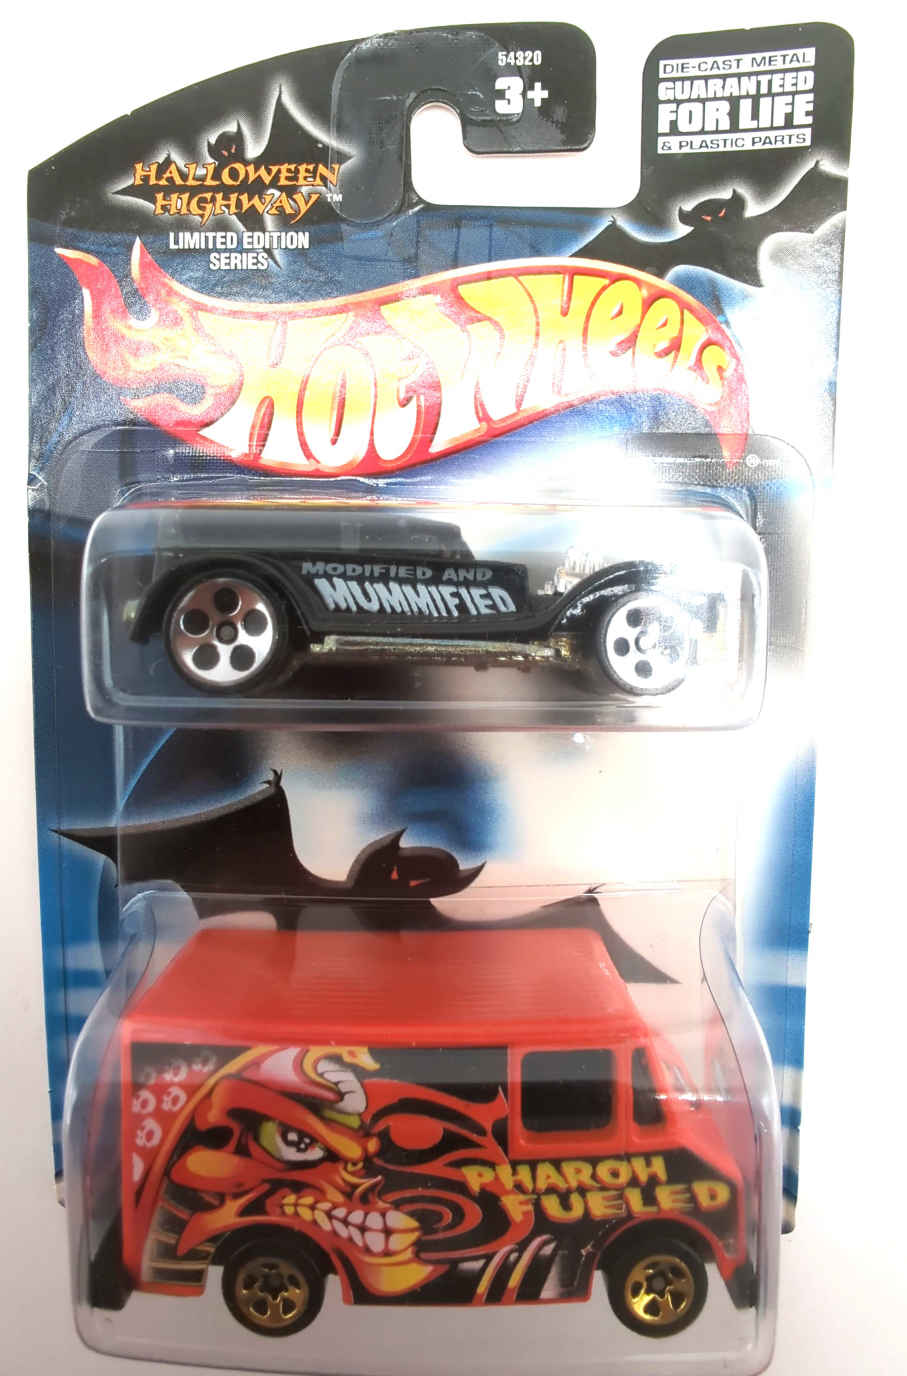 54320
3+
DIE-CAST METAL
GUARANTEED
FOR LIFE
& PLASTIC PARTS
HALLOWEEN
HIGHWAY™
LIMITED EDITION
SERIES
HOT WHEELS
®
MODIFIED AND
MUMMIFIED
PHAROH
FUELED